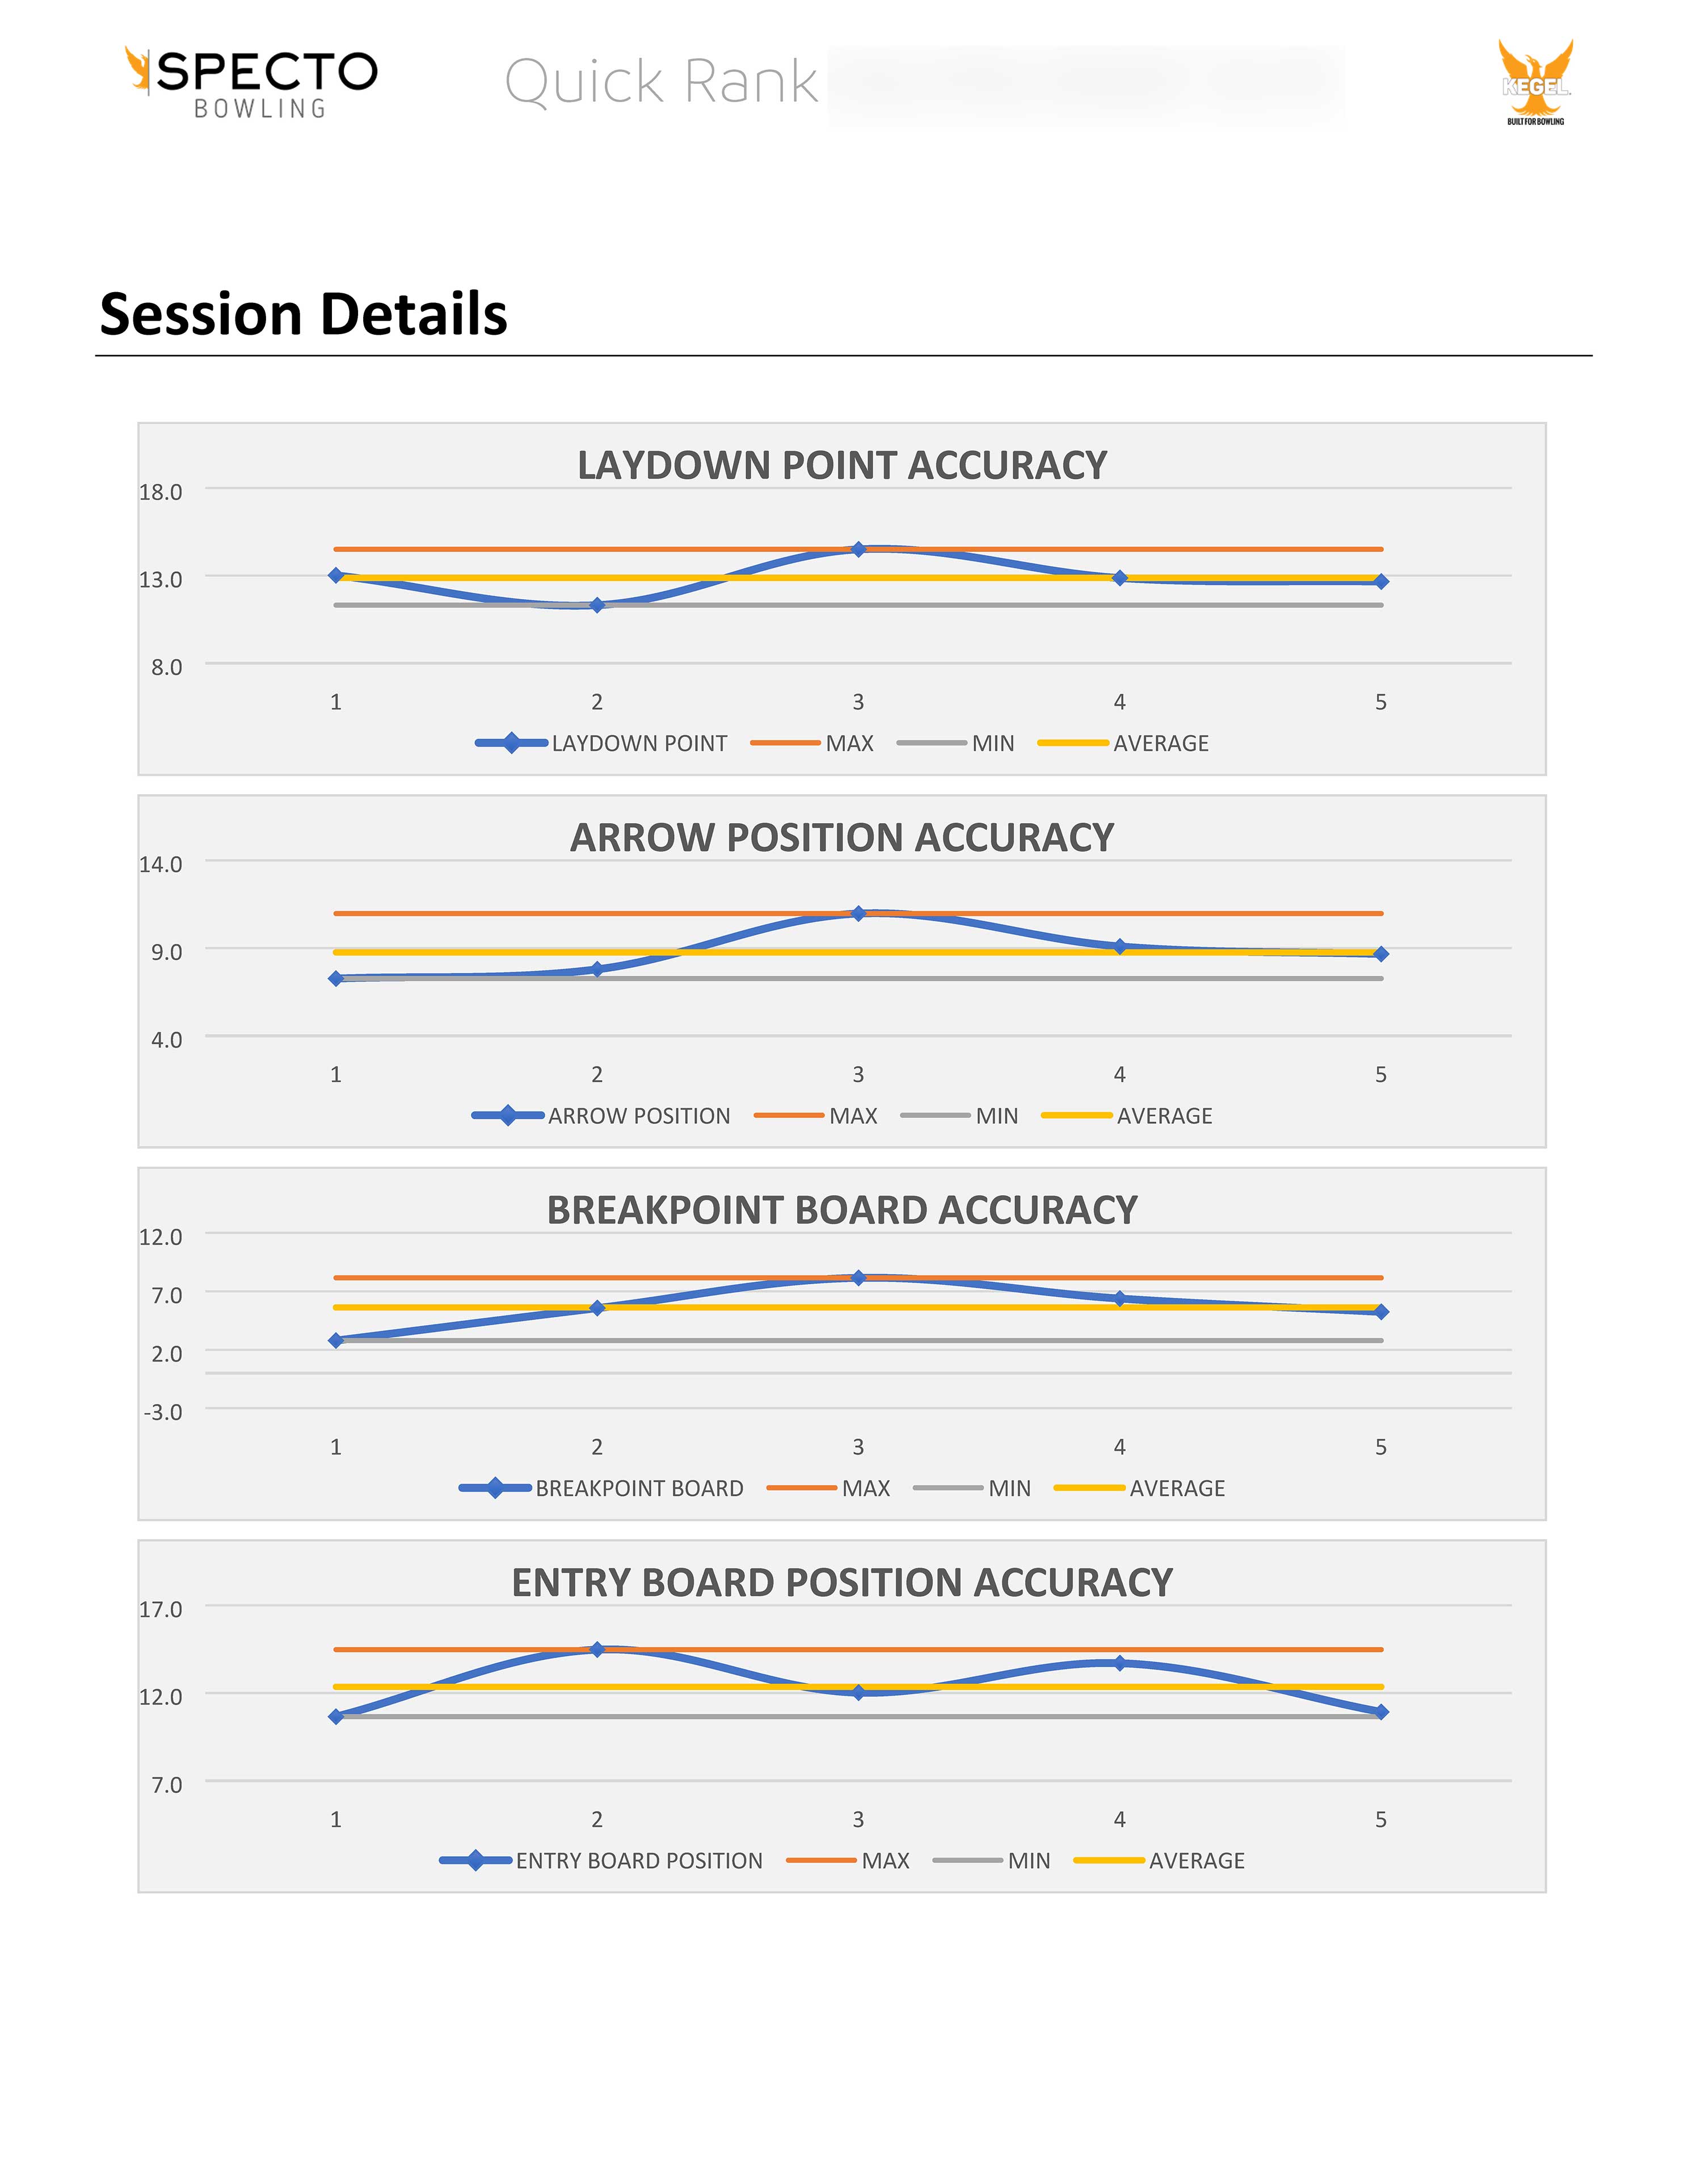 SPECTO
BOWLING
Quick Rank
KEGEL
BUILT FOR BOWLING
Session Details
LAYDOWN POINT ACCURACY
18.0
13.0
8.0
1 2 3 4 5
LAYDOWN POINT MAX MIN AVERAGE
ARROW POSITION ACCURACY
14.0
9.0
4.0
1 2 3 4 5
ARROW POSITION MAX MIN AVERAGE
BREAKPOINT BOARD ACCURACY
12.0
7.0
2.0
-3.0
1 2 3 4 5
BREAKPOINT BOARD MAX MIN AVERAGE
ENTRY BOARD POSITION ACCURACY
17.0
12.0
7.0
1 2 3 4 5
ENTRY BOARD POSITION MAX MIN AVERAGE